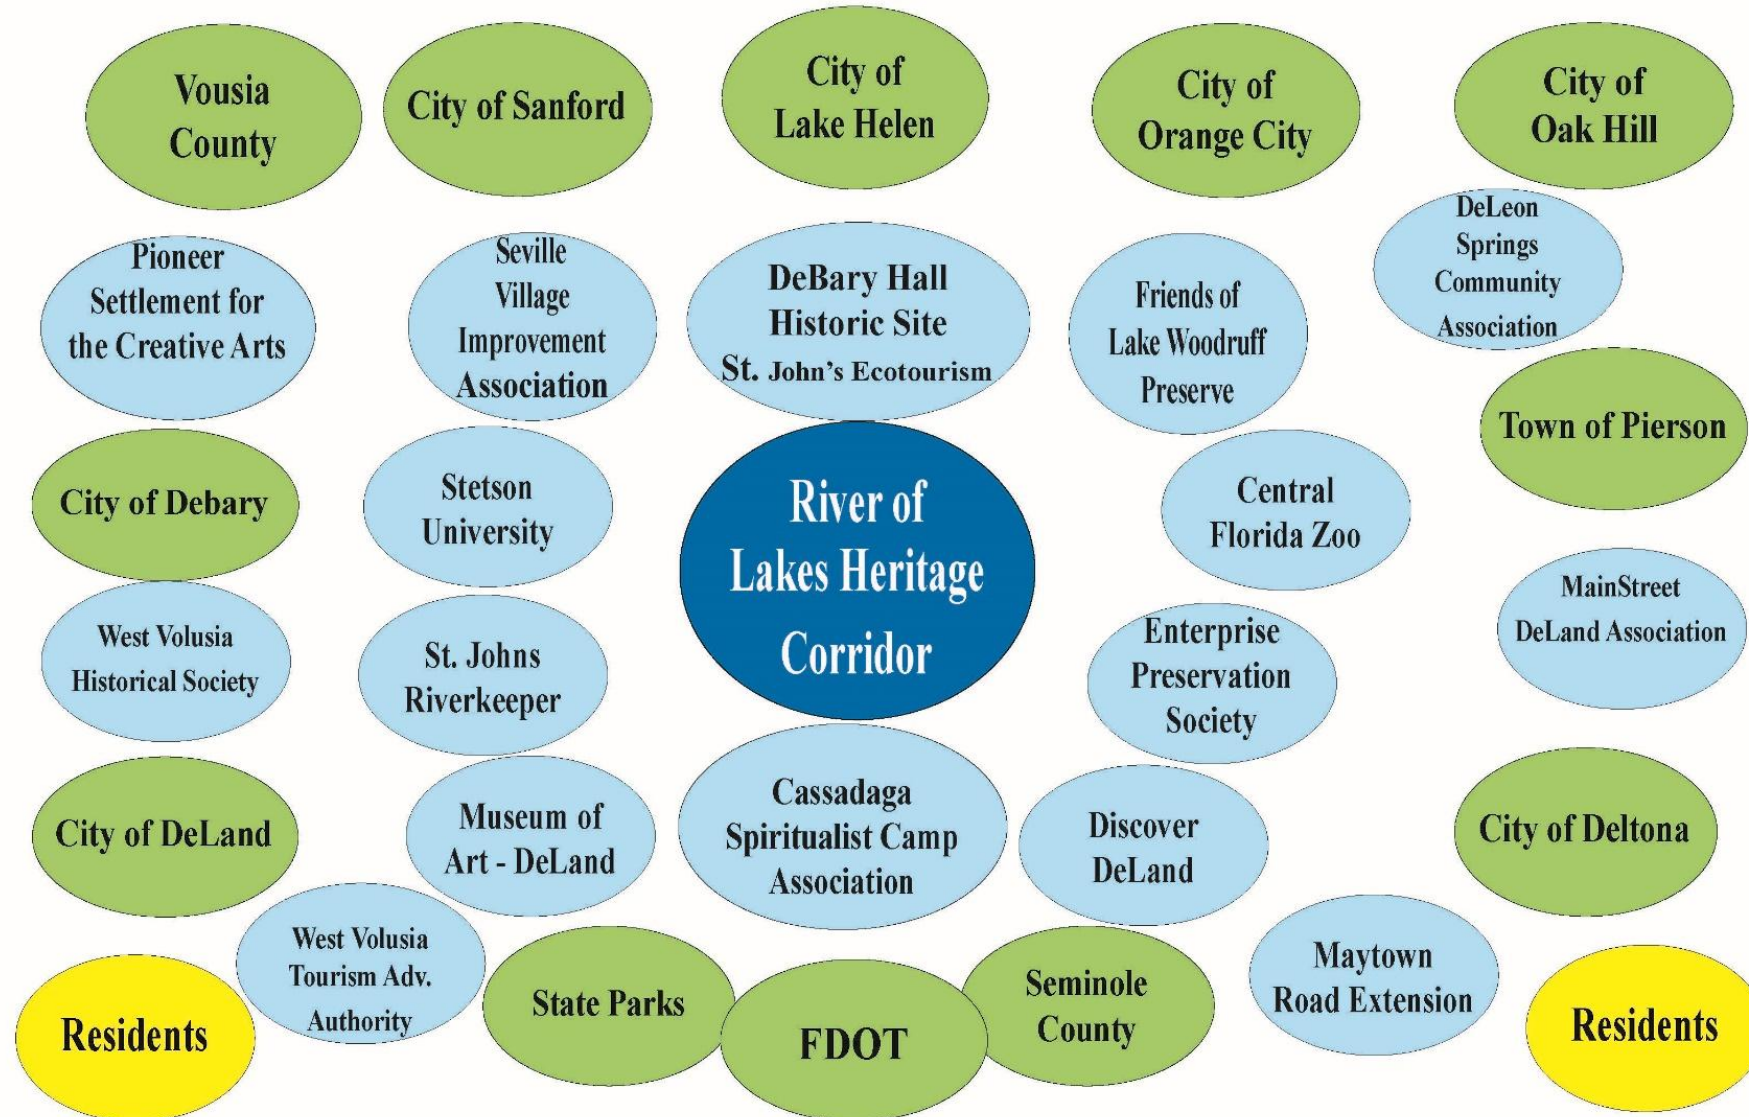 Vousia
County
City of Sanford
City of
Lake Helen
City of
Orange City
City of
Oak Hill
Pioneer
Settlement for
the Creative Arts
Seville
Village
Improvement
Association
DeBary Hall
Historic Site
St. John’s Ecotourism
Friends of
Lake Woodruff
Preserve
DeLeon
Springs
Community
Association
Town of Pierson
City of Debary
Stetson
University
River of
Lakes Heritage
Corridor
Central
Florida Zoo
MainStreet
DeLand Association
West Volusia
Historical Society
St. Johns
Riverkeeper
Enterprise
Preservation
Society
City of DeLand
Museum of
Art - DeLand
Cassadaga
Spiritualist Camp
Association
Discover
DeLand
City of Deltona
West Volusia
Tourism Adv.
Authority
Residents
State Parks
FDOT
Seminole
County
Maytown
Road Extension
Residents